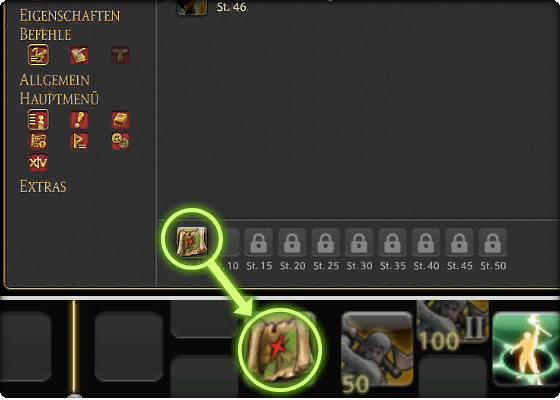 St. 46
EIGENSCHAFTEN
BEFEHLE
ALLGEMEIN
HAUPTMENÜ
XIV
EXTRAS
.10 St. 15 St. 20 St. 25 St. 30 St. 35 St. 40 St. 45 St. 50
II
100
50